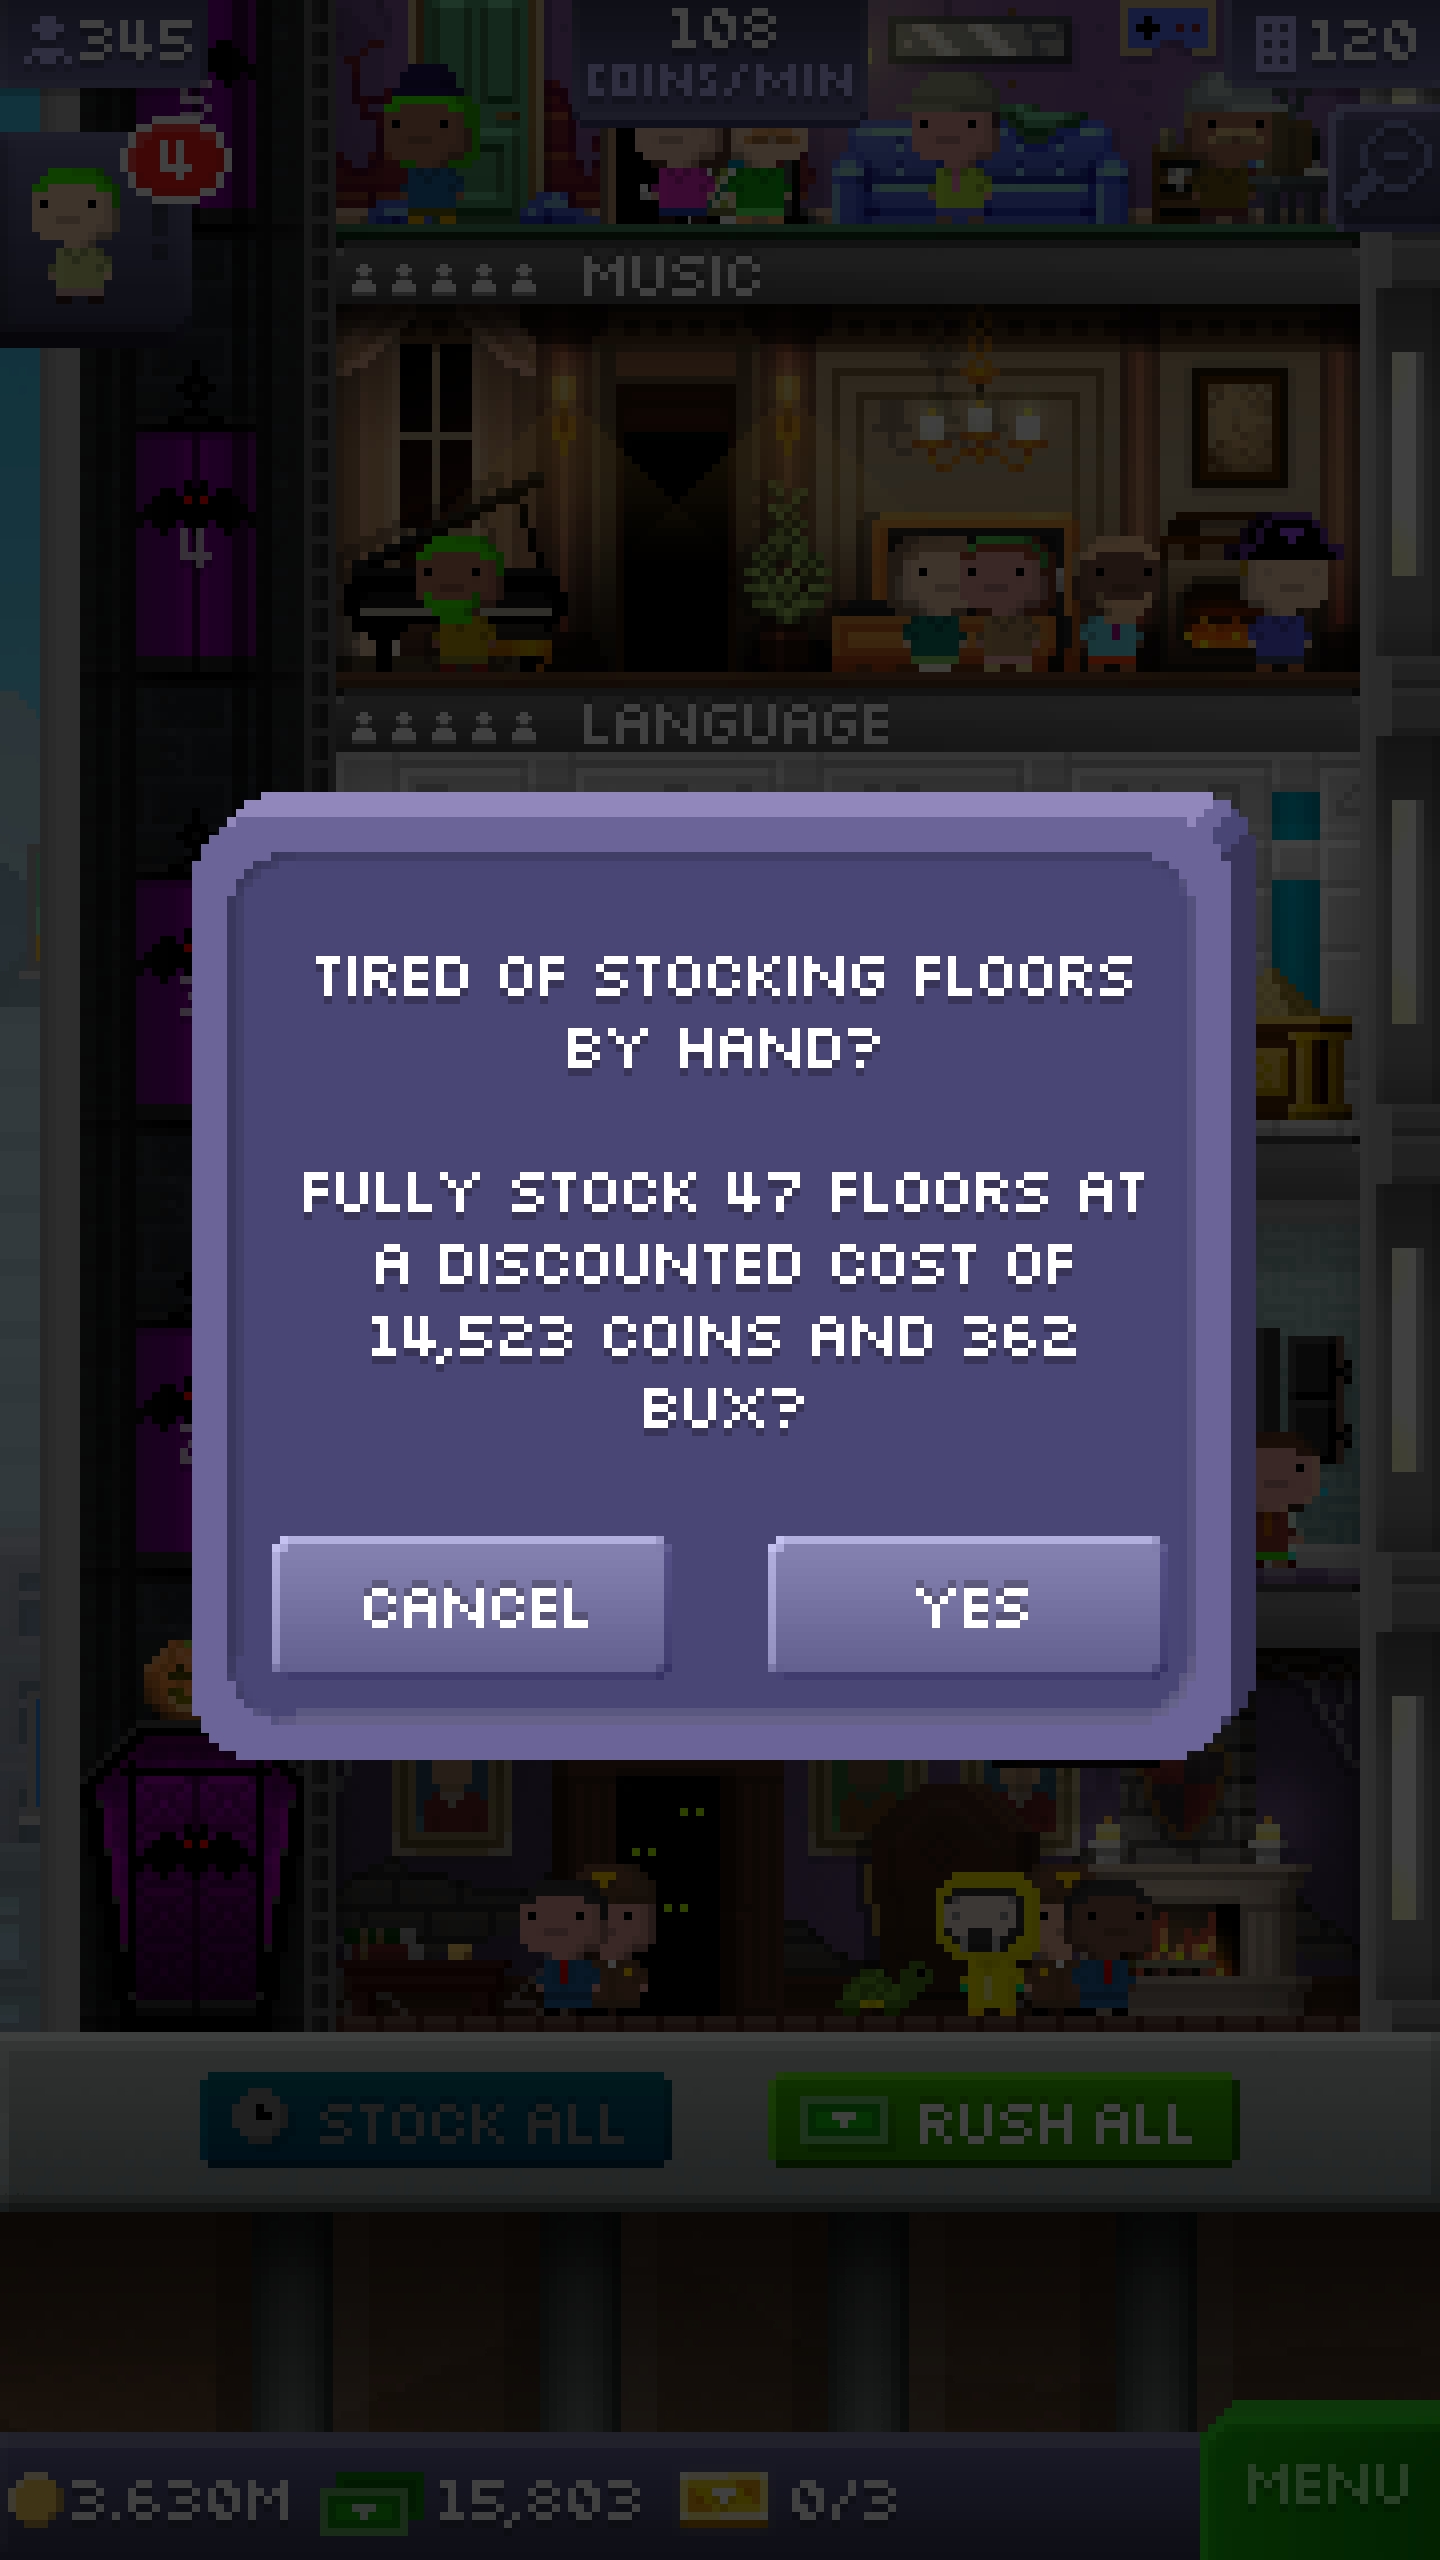 345
108
COINS/MIN
120
4
MUSIC
4
LANGUAGE
TIRED OF STOCKING FLOORS
BY HAND?
FULLY STOCK 47 FLOORS AT
A DISCOUNTED COST OF
14,523 COINS AND 362
BUX?
CANCEL
YES
STOCK ALL
RUSH ALL
3.630M
15,803
0/3
MENU